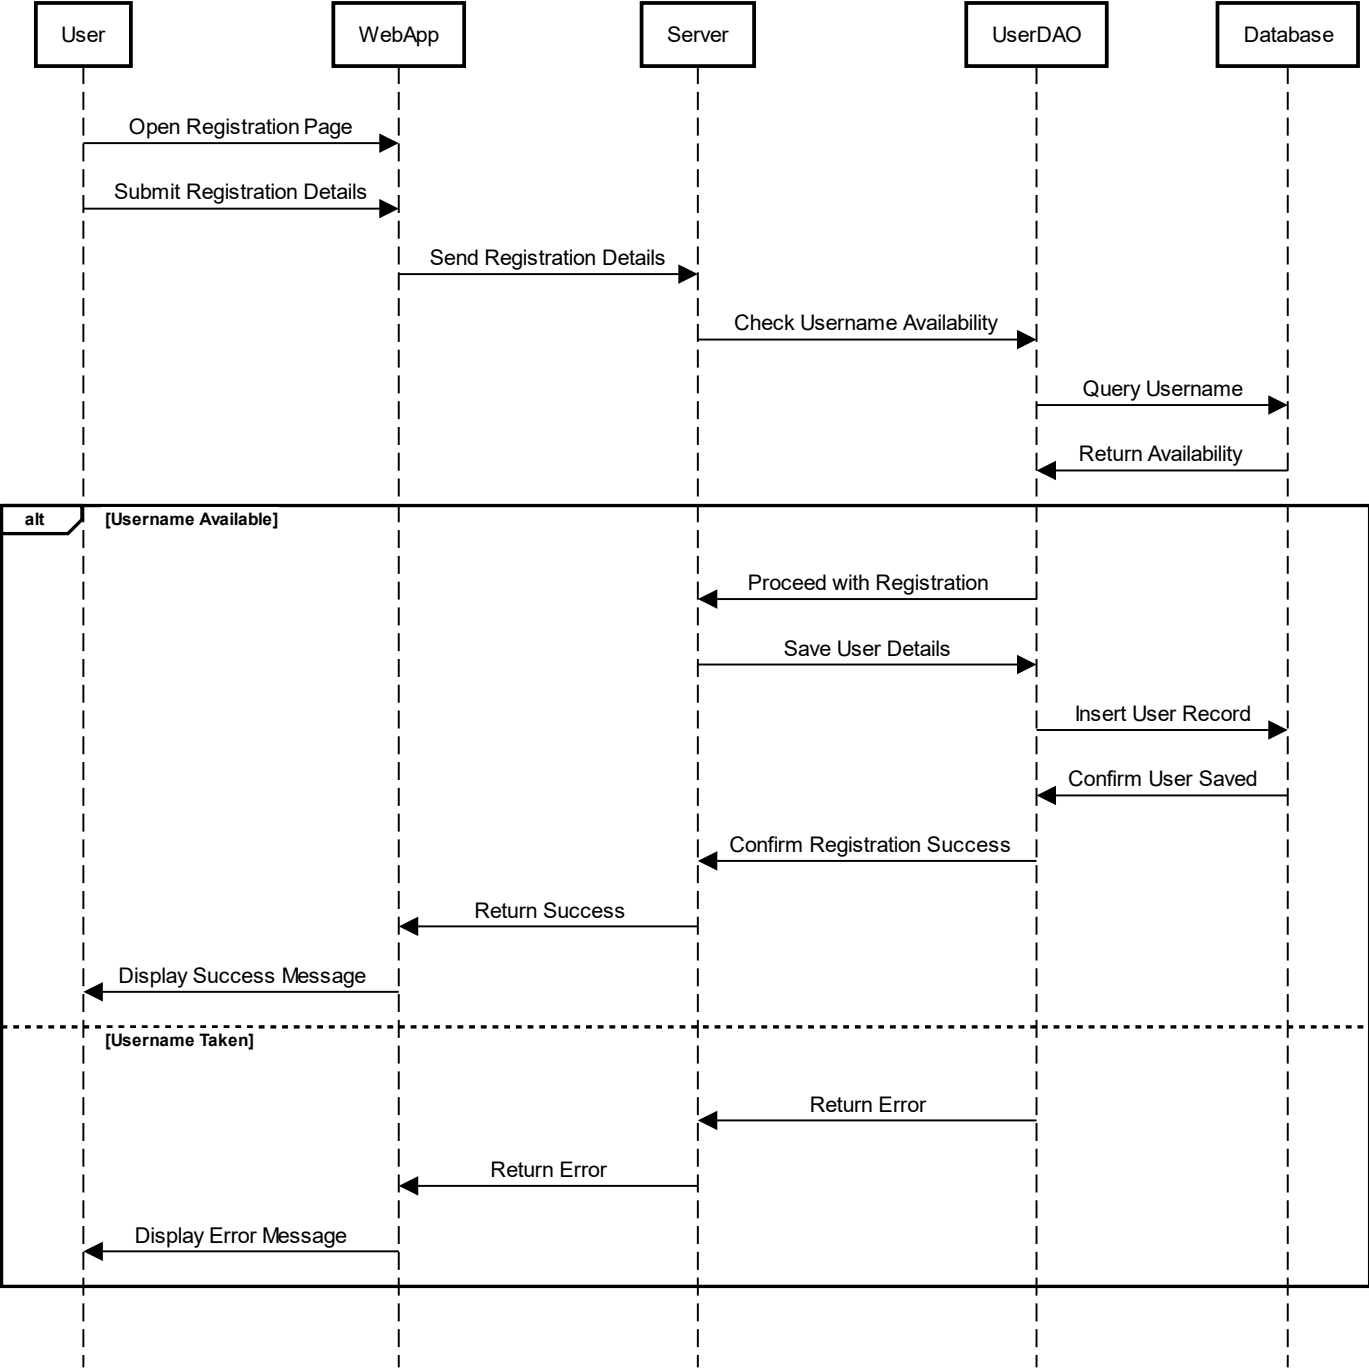 User
WebApp
Server
UserDAO
Database
Open Registration Page
Submit Registration Details
Send Registration Details
Check Username Availability
Query Username
Return Availability
alt
[Username Available]
Proceed with Registration
Save User Details
Insert User Record
Confirm User Saved
Confirm Registration Success
Return Success
Display Success Message
[Username Taken]
Return Error
Return Error
Display Error Message